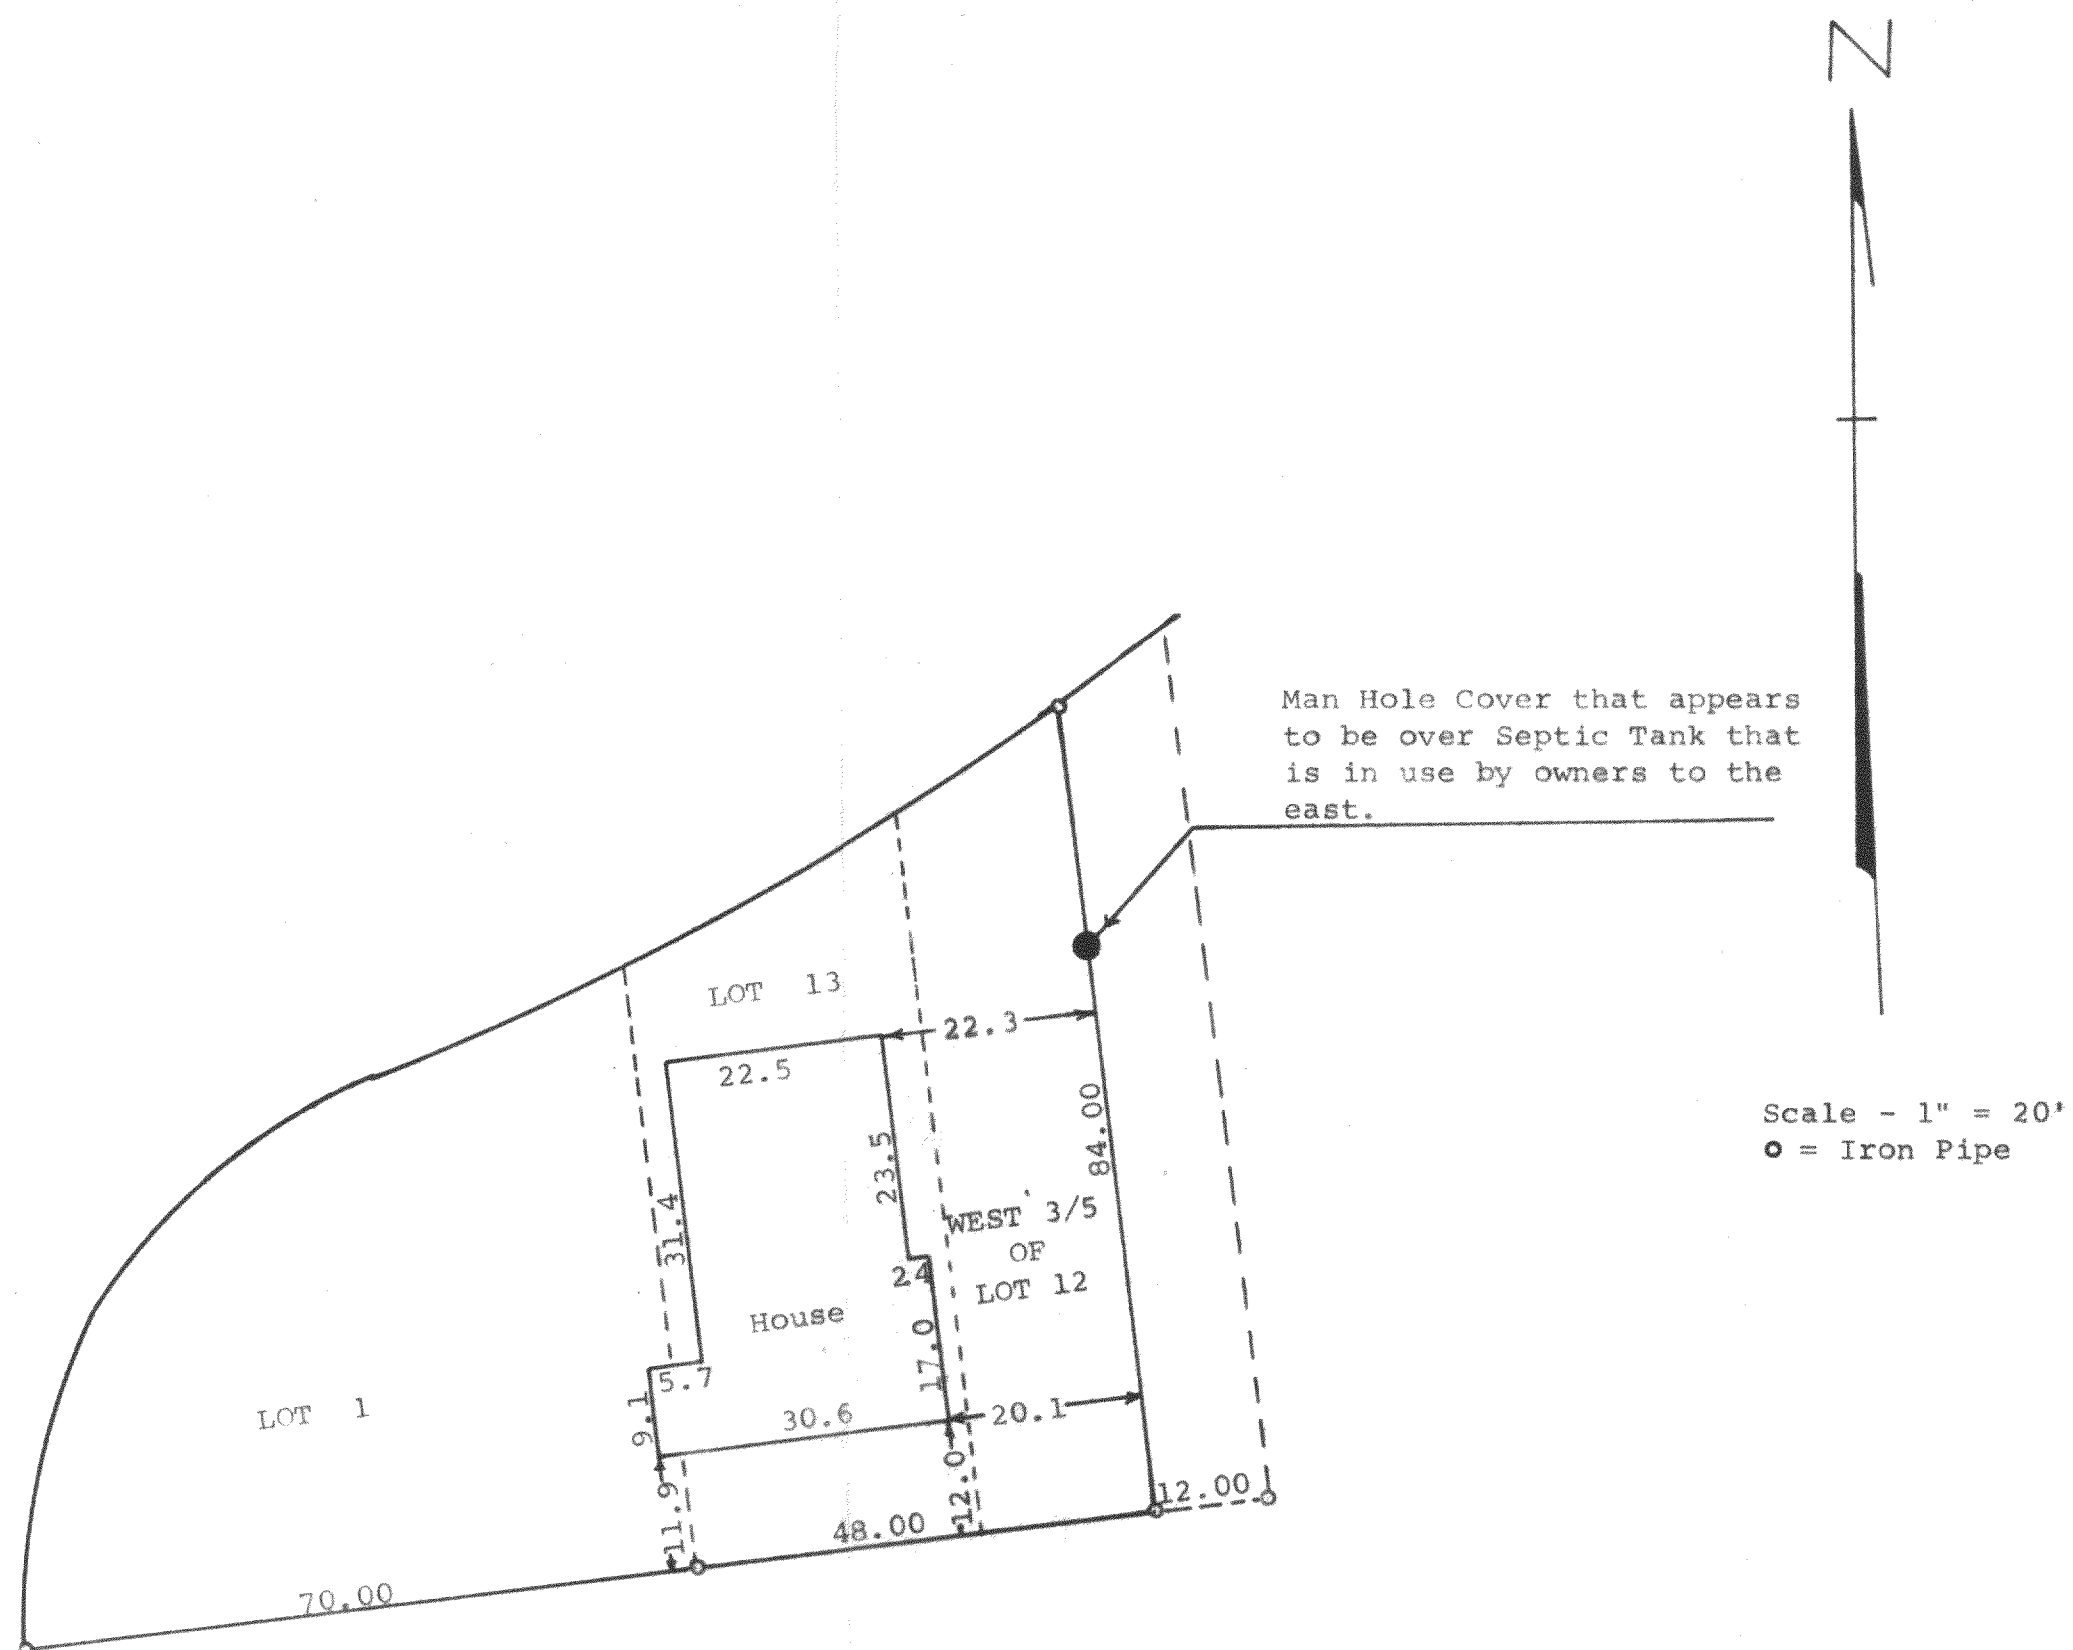 N
Man Hole Cover that appears
to be over Septic Tank that
is in use by owners to the
east.
LOT 13
22.3
22.5
84.00
Scale - 1" = 20'
o = Iron Pipe
23.5
31.4
WEST 3/5
OF
LOT 12
24
House
17.0
5.7
LOT 1
9.1
30.6
20.1
12.0
11.9
12.00
48.00
70.00